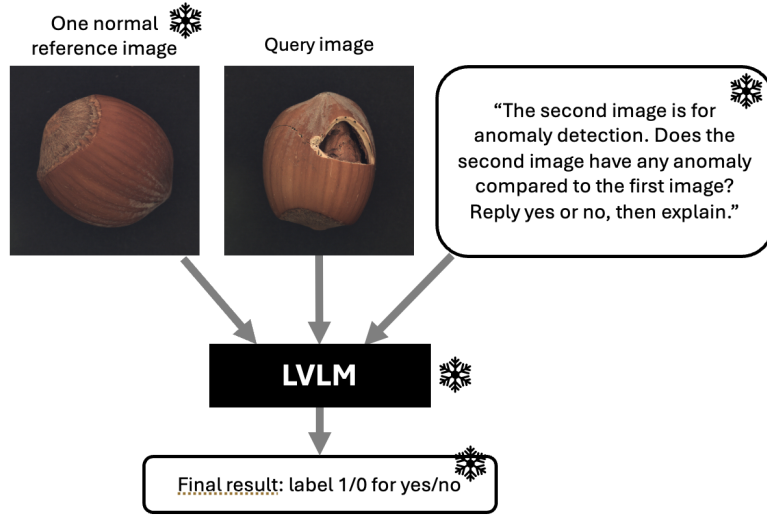 One normal
reference image
Query image
“The second image is for
anomaly detection. Does the
second image have any anomaly
compared to the first image?
Reply yes or no, then explain.”
LVLM
Final result: label 1/0 for yes/no